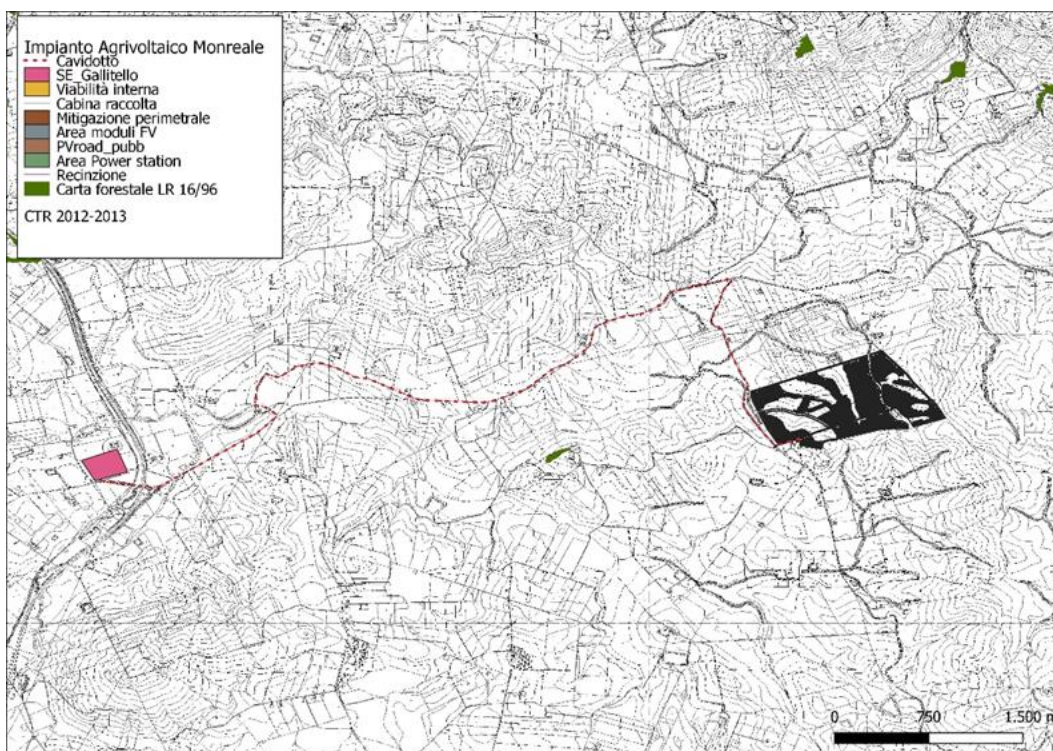 Impianto Agrivoltaico Monreale
Cavidotto
SE_Gallitello
Viabilità interna
Cabina raccolta
Mitigazione perimetrale
Area moduli FV
PVroad_pubb
Area Power station
Recinzione
Carta forestale LR 16/96
CTR 2012-2013
0 750 1.500 m